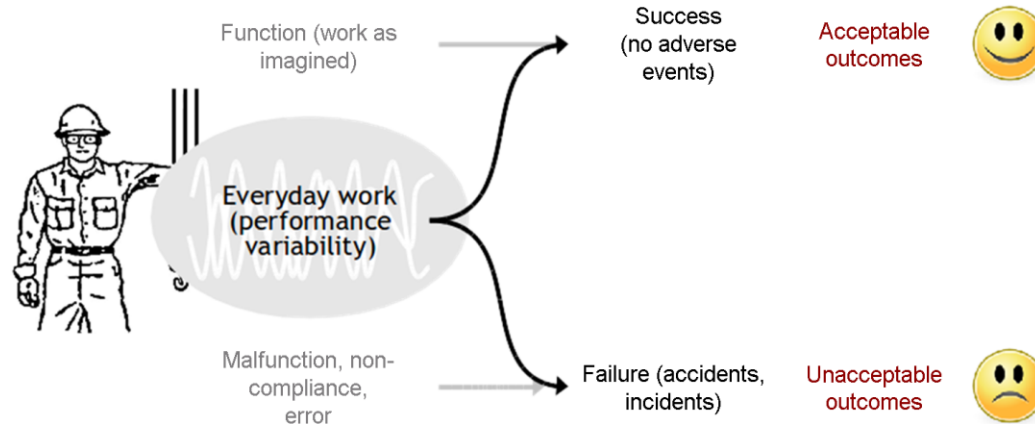 Function (work as
imagined)
Success
(no adverse
events)
Acceptable
outcomes
Everyday work
(performance
variability)
Malfunction, non-
compliance,
error
Failure (accidents,
incidents)
Unacceptable
outcomes